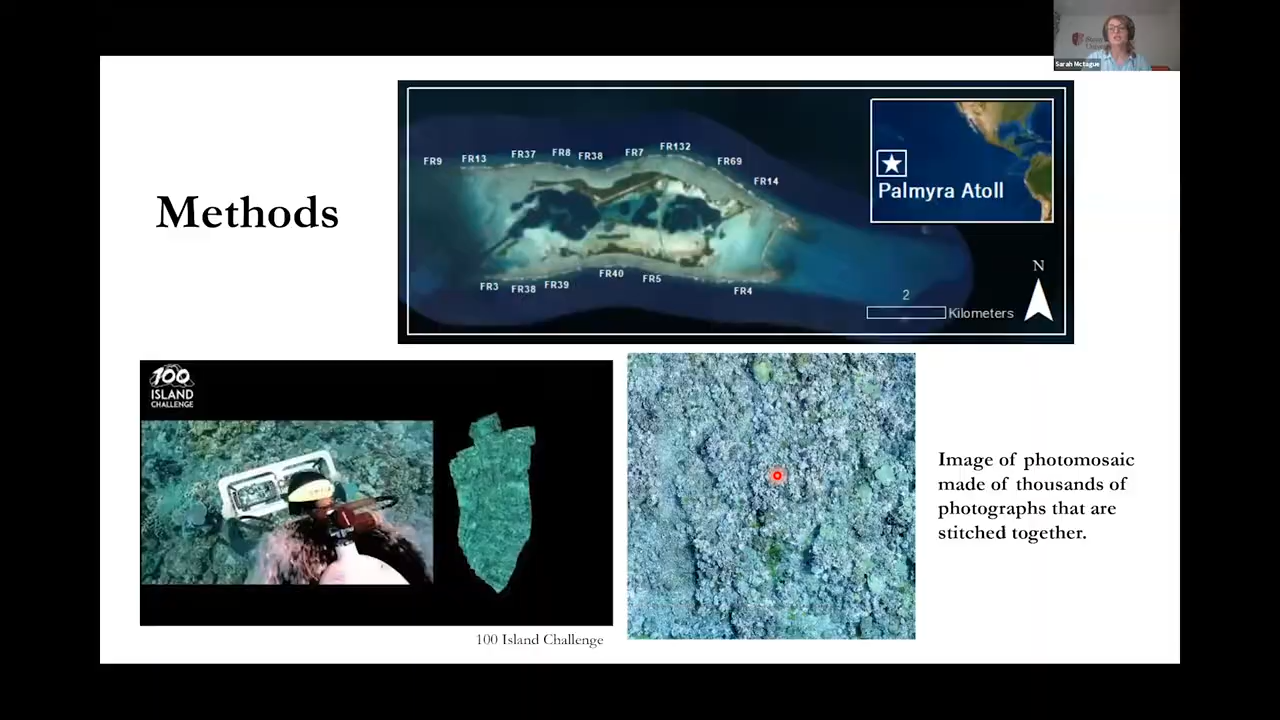 Sarah Mctague
FR9
FR13
FR37
FR8
FR38
FR7
FR132
FR69
FR14
Palmyra Atoll
Methods
FR3
FR38
FR39
FR40
FR5
FR4
N
2
Kilometers
100
ISLAND
CHALLENGE
Image of photomosaic
made of thousands of
photographs that are
stitched together.
100 Island Challenge